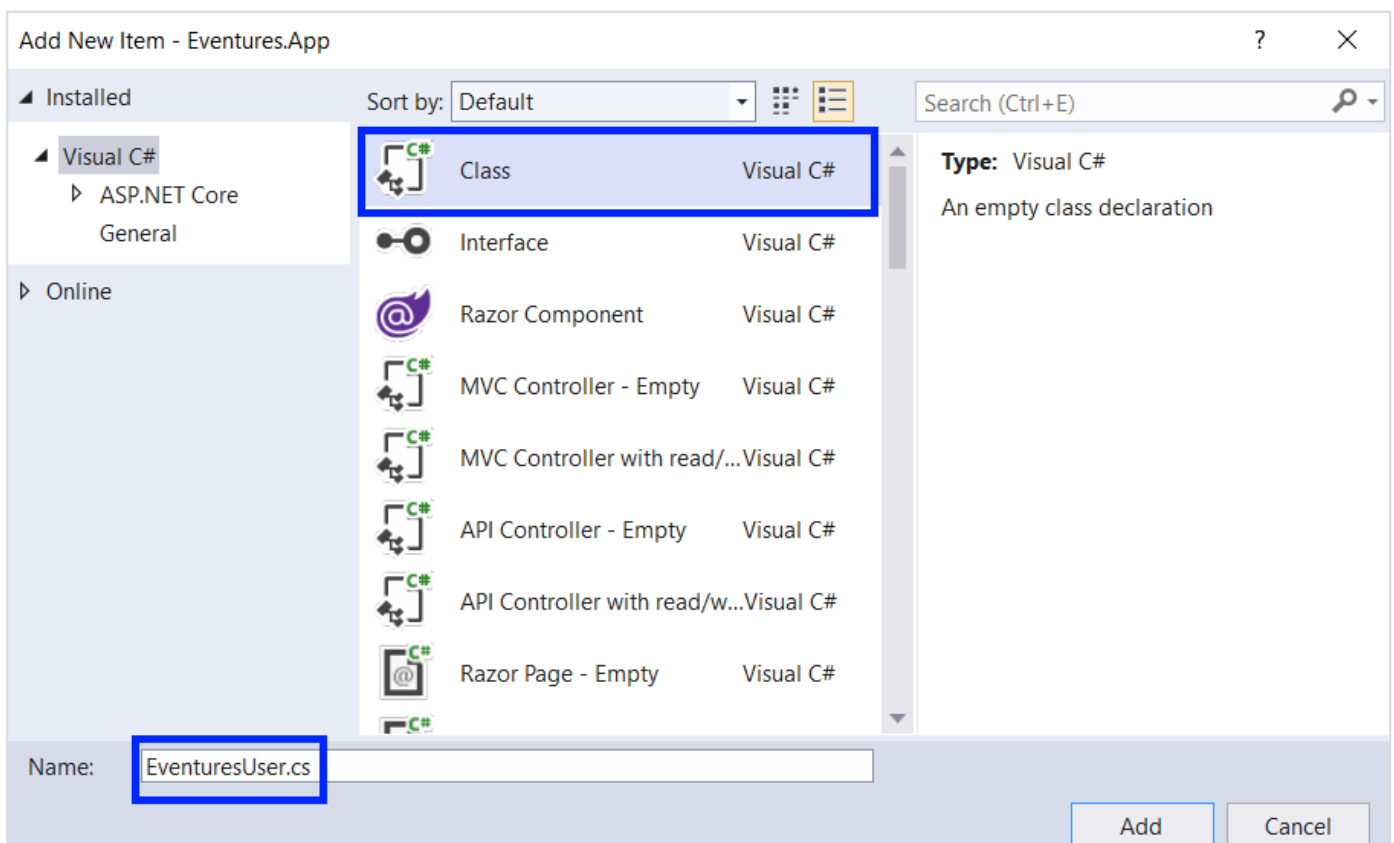 Add New Item - Eventures.App
?
Installed
Visual C#
ASP.NET Core
General
Online
Sort by: Default
C# Class Visual C#
Interface Visual C#
@ Razor Component Visual C#
C# MVC Controller - Empty Visual C#
C# MVC Controller with read/... Visual C#
C# API Controller - Empty Visual C#
C# API Controller with read/w... Visual C#
C# @ Razor Page - Empty Visual C#
C#
Search (Ctrl+E)
Type: Visual C#
An empty class declaration
Name: EventuresUser.cs
Add Cancel